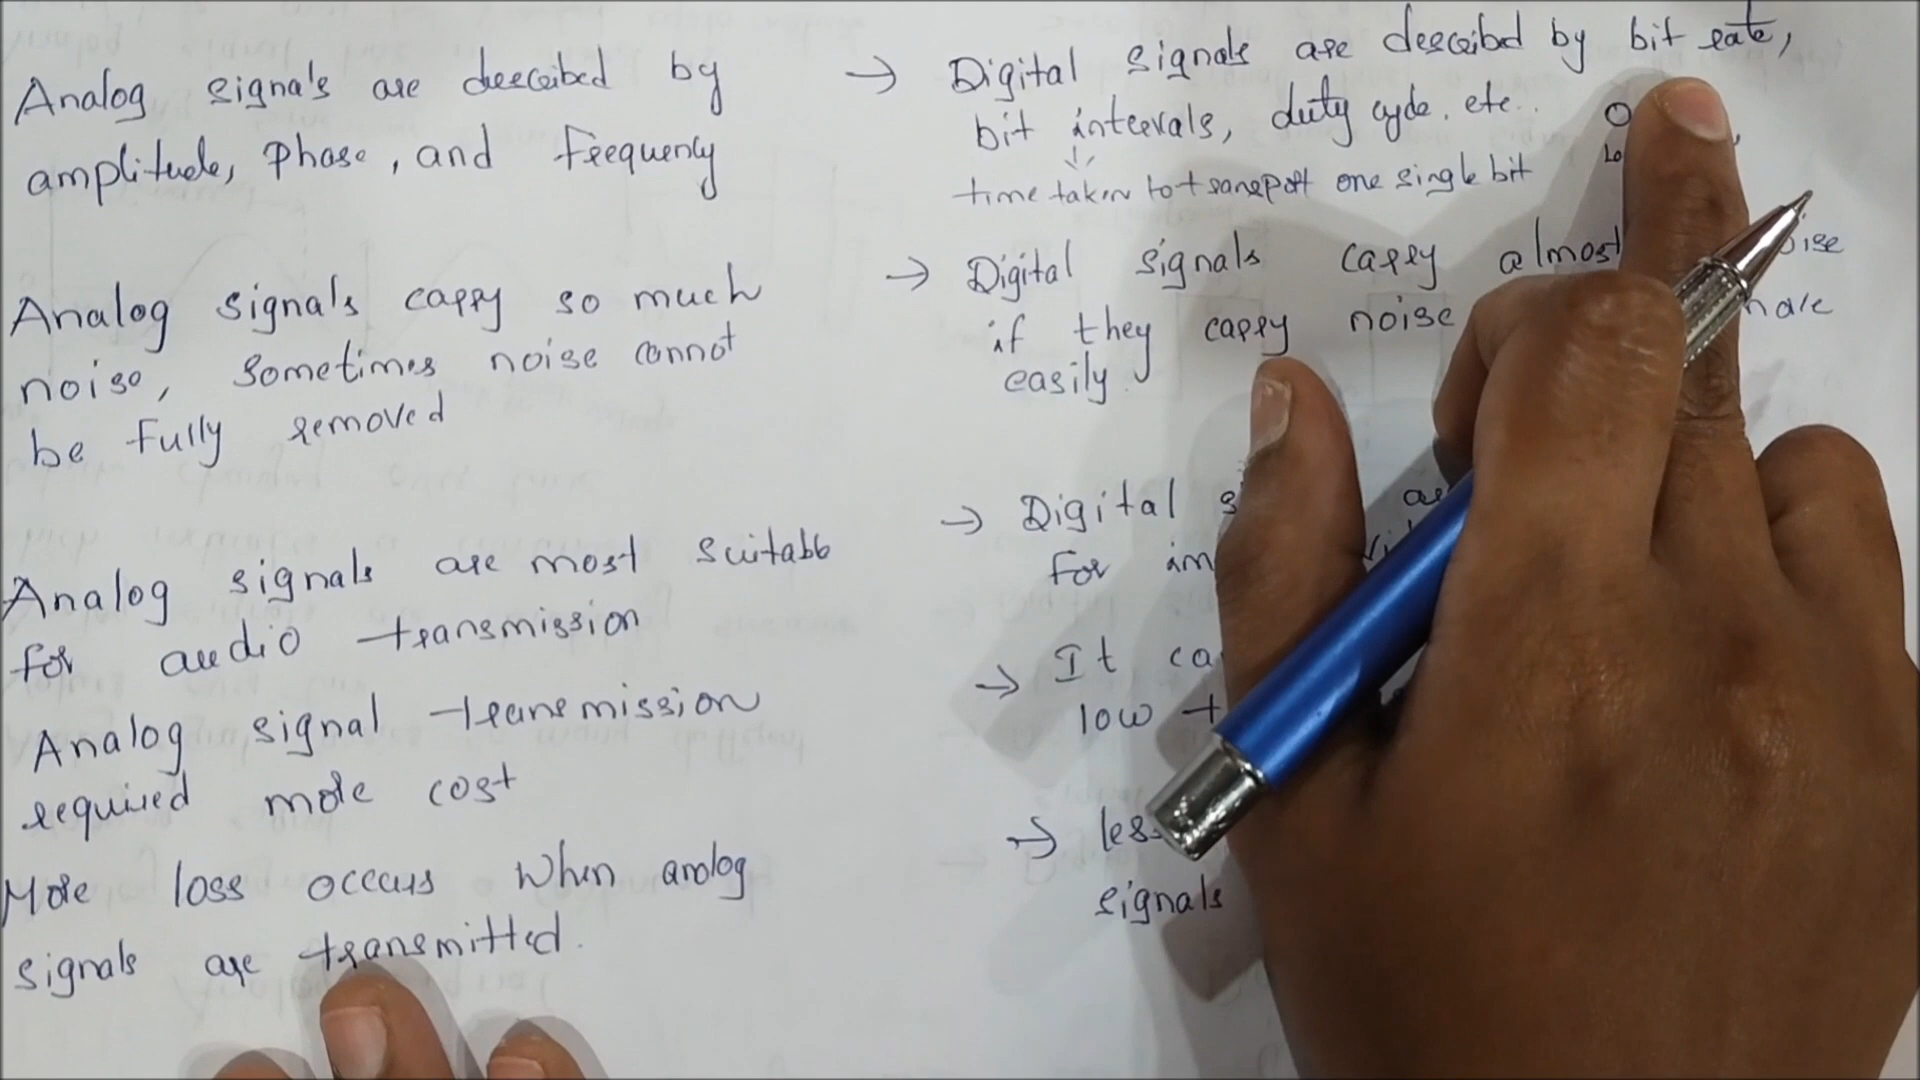 Analog signals are described by
amplitude, phase, and frequency
Analog signals carry so much
noise, sometimes noise cannot
be fully removed
Analog signals are most suitable
for audio transmission
Analog signal transmission
required more cost
More loss occurs when analog
signals are transmitted.
→ Digital signals are described by bit rate,
bit intervals, duty cycle, etc..
time taken to transport one single bit
→ Digital signals carry almost
if they carry noise
easily.
→ Digital
for
→ It
low
→ less
signals